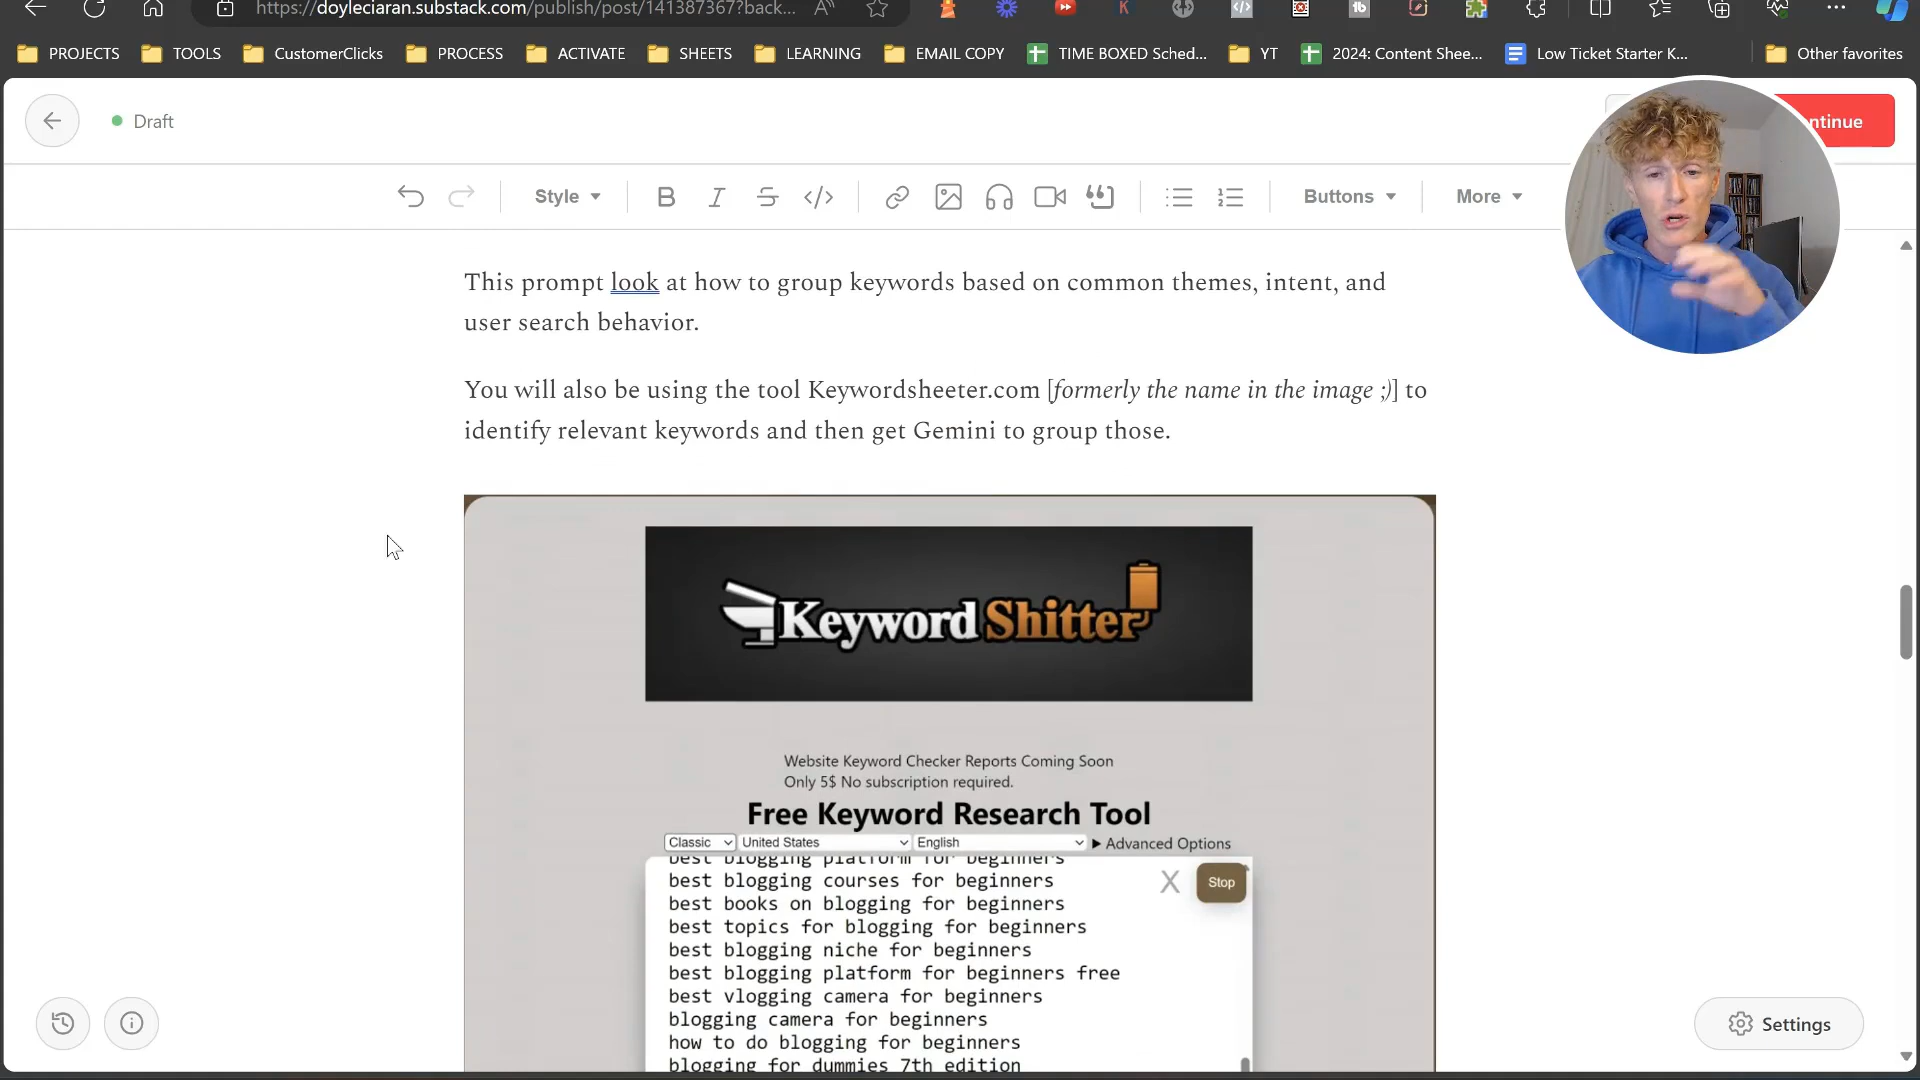 https://doyleciaran.substack.com/publish/post/141387367?back...
PROJECTS
TOOLS
CustomerClicks
PROCESS
ACTIVATE
SHEETS
LEARNING
EMAIL COPY
TIME BOXED Sched...
YT
2024: Content Shee...
Low Ticket Starter K...
Other favorites
Draft
ntinue
Style
Buttons
More
This prompt look at how to group keywords based on common themes, intent, and
user search behavior.
You will also be using the tool Keywordsheeter.com [formerly the name in the image ;)] to
identify relevant keywords and then get Gemini to group those.
Keyword Shitter
Website Keyword Checker Reports Coming Soon
Only 5$ No subscription required.
Free Keyword Research Tool
Classic United States English ▶ Advanced Options
best blogging platform for beginners
X Stop
best blogging courses for beginners
best books on blogging for beginners
best topics for blogging for beginners
best blogging niche for beginners
best blogging platform for beginners free
best vlogging camera for beginners
blogging camera for beginners
how to do blogging for beginners
blogging for dummies 7th edition
Settings